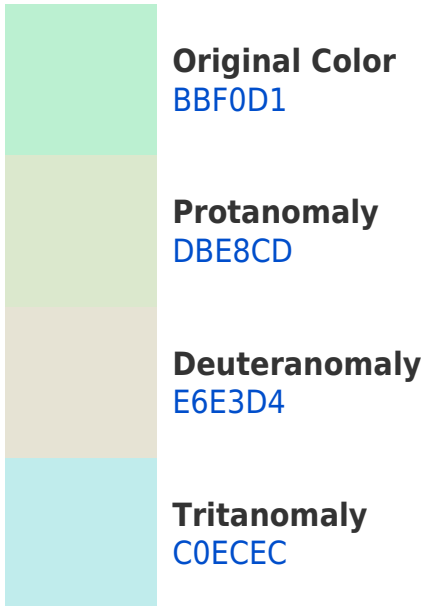 Original Color
BBF0D1
Protanomaly
DBE8CD
Deuteranomaly
E6E3D4
Tritanomaly
C0ECEC